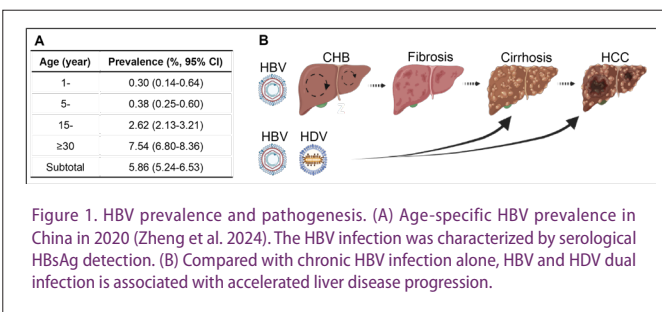 A
Age (year) Prevalence (%, 95% CI)
1- 0.30 (0.14-0.64)
5- 0.38 (0.25-0.60)
15- 2.62 (2.13-3.21)
≥30 7.54 (6.80-8.36)
Subtotal 5.86 (5.24-6.53)
B
HBV CHB Fibrosis Cirrhosis HCC
HBV HDV
Figure 1. HBV prevalence and pathogenesis. (A) Age-specific HBV prevalence in
China in 2020 (Zheng et al. 2024). The HBV infection was characterized by serological
HBsAg detection. (B) Compared with chronic HBV infection alone, HBV and HDV dual
infection is associated with accelerated liver disease progression.